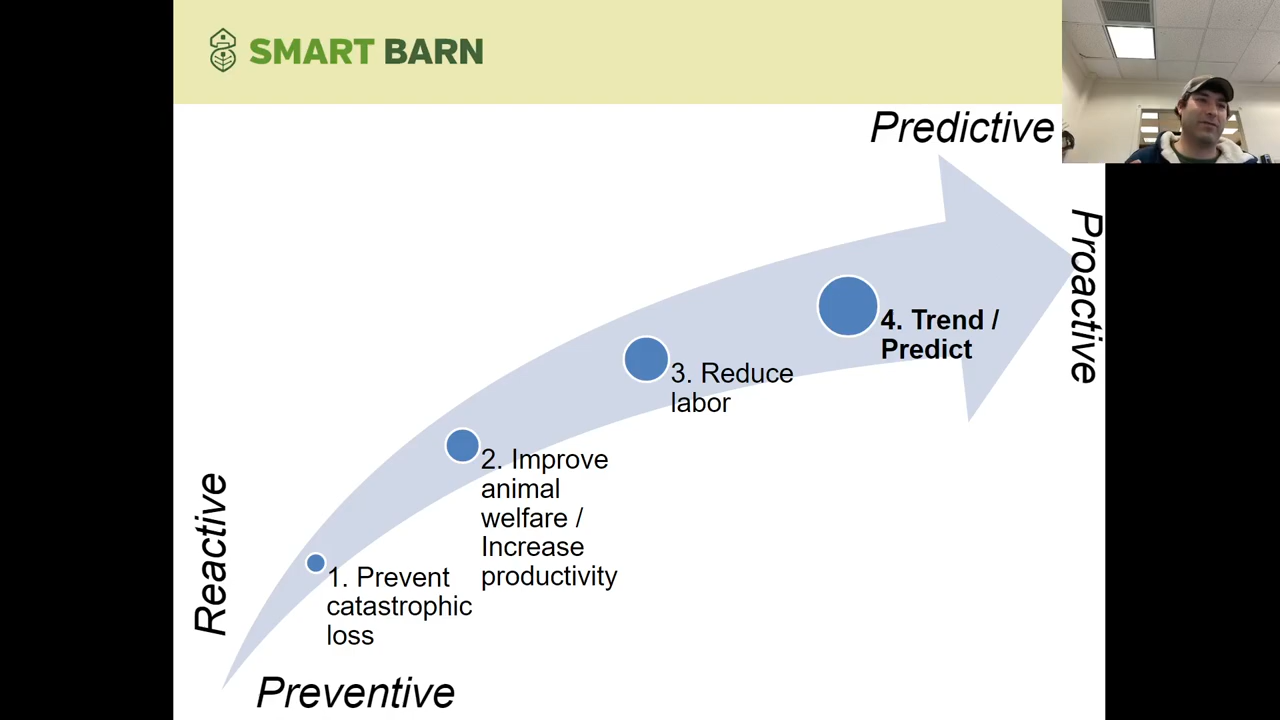 SMART BARN
Predictive
Proactive
4. Trend /
Predict
3. Reduce
labor
2. Improve
animal
welfare /
Increase
productivity
Reactive
1. Prevent
catastrophic
loss
Preventive